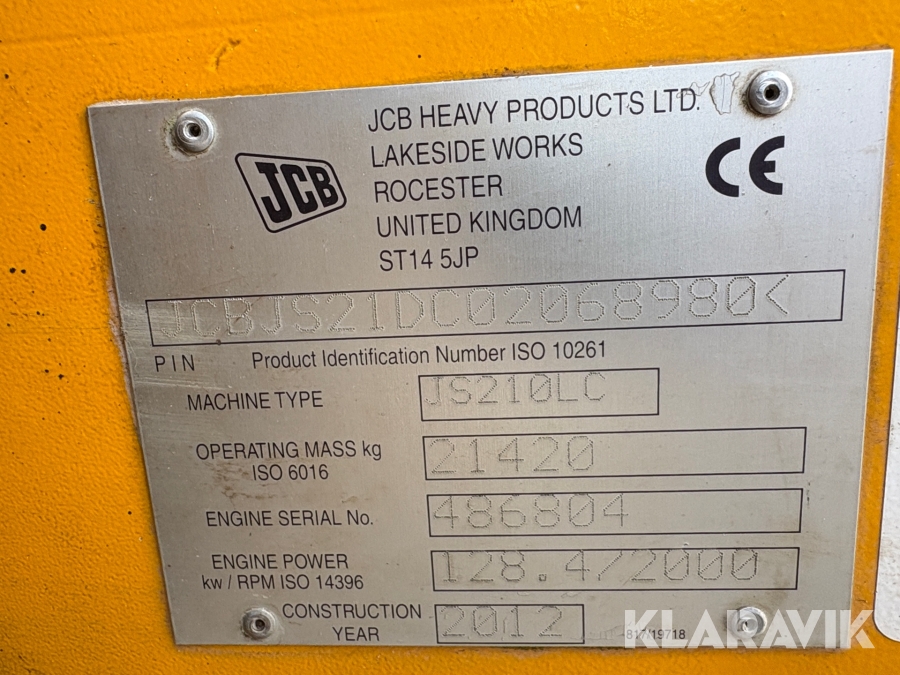 JCB HEAVY PRODUCTS LTD.
LAKESIDE WORKS
ROCESTER
UNITED KINGDOM
ST14 5JP
JCB
CE
JCBJS21DC02068980<
PIN Product Identification Number ISO 10261
MACHINE TYPE JS210LC
OPERATING MASS kg
ISO 6016
21420
ENGINE SERIAL No. 486804
ENGINE POWER
kw / RPM ISO 14396
128.4/2000
CONSTRUCTION
YEAR
2012
817/19718
KLARAVIK